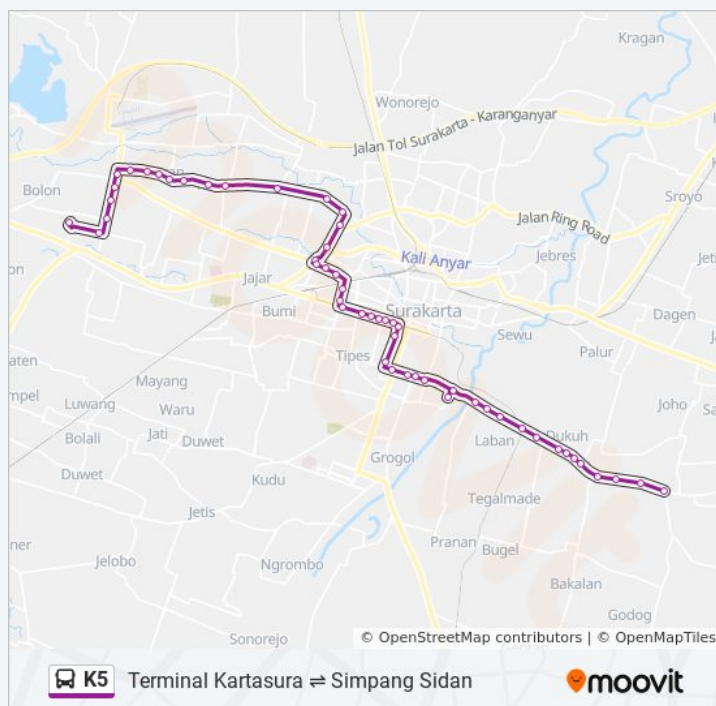 Kragan
Wonorejo
Jalan Tol Surakarta - Karanganyar
Sroyo
Bolon
Jalan Ring Road
Kali Anyar
Jebres
Jeti
on
Jajar
Surakarta
Dagen
Bumi
Sewu
Ja
Tipes
Palur
aten
Mayang
mpel
Luwang
Waru
Joho
Sa
Jati
Duwet
Laban
Dukuh
Bolali
Grogol
Duwet
Kudu
Tegalmade
Jetis
Pranan
ner
Bugel
Jelobo
Ngrombo
Bakalan
Godog
Sonorejo
© OpenStreetMap contributors | © OpenMapTiles
K5 Terminal Kartasura ⇌ Simpang Sidan
moovit